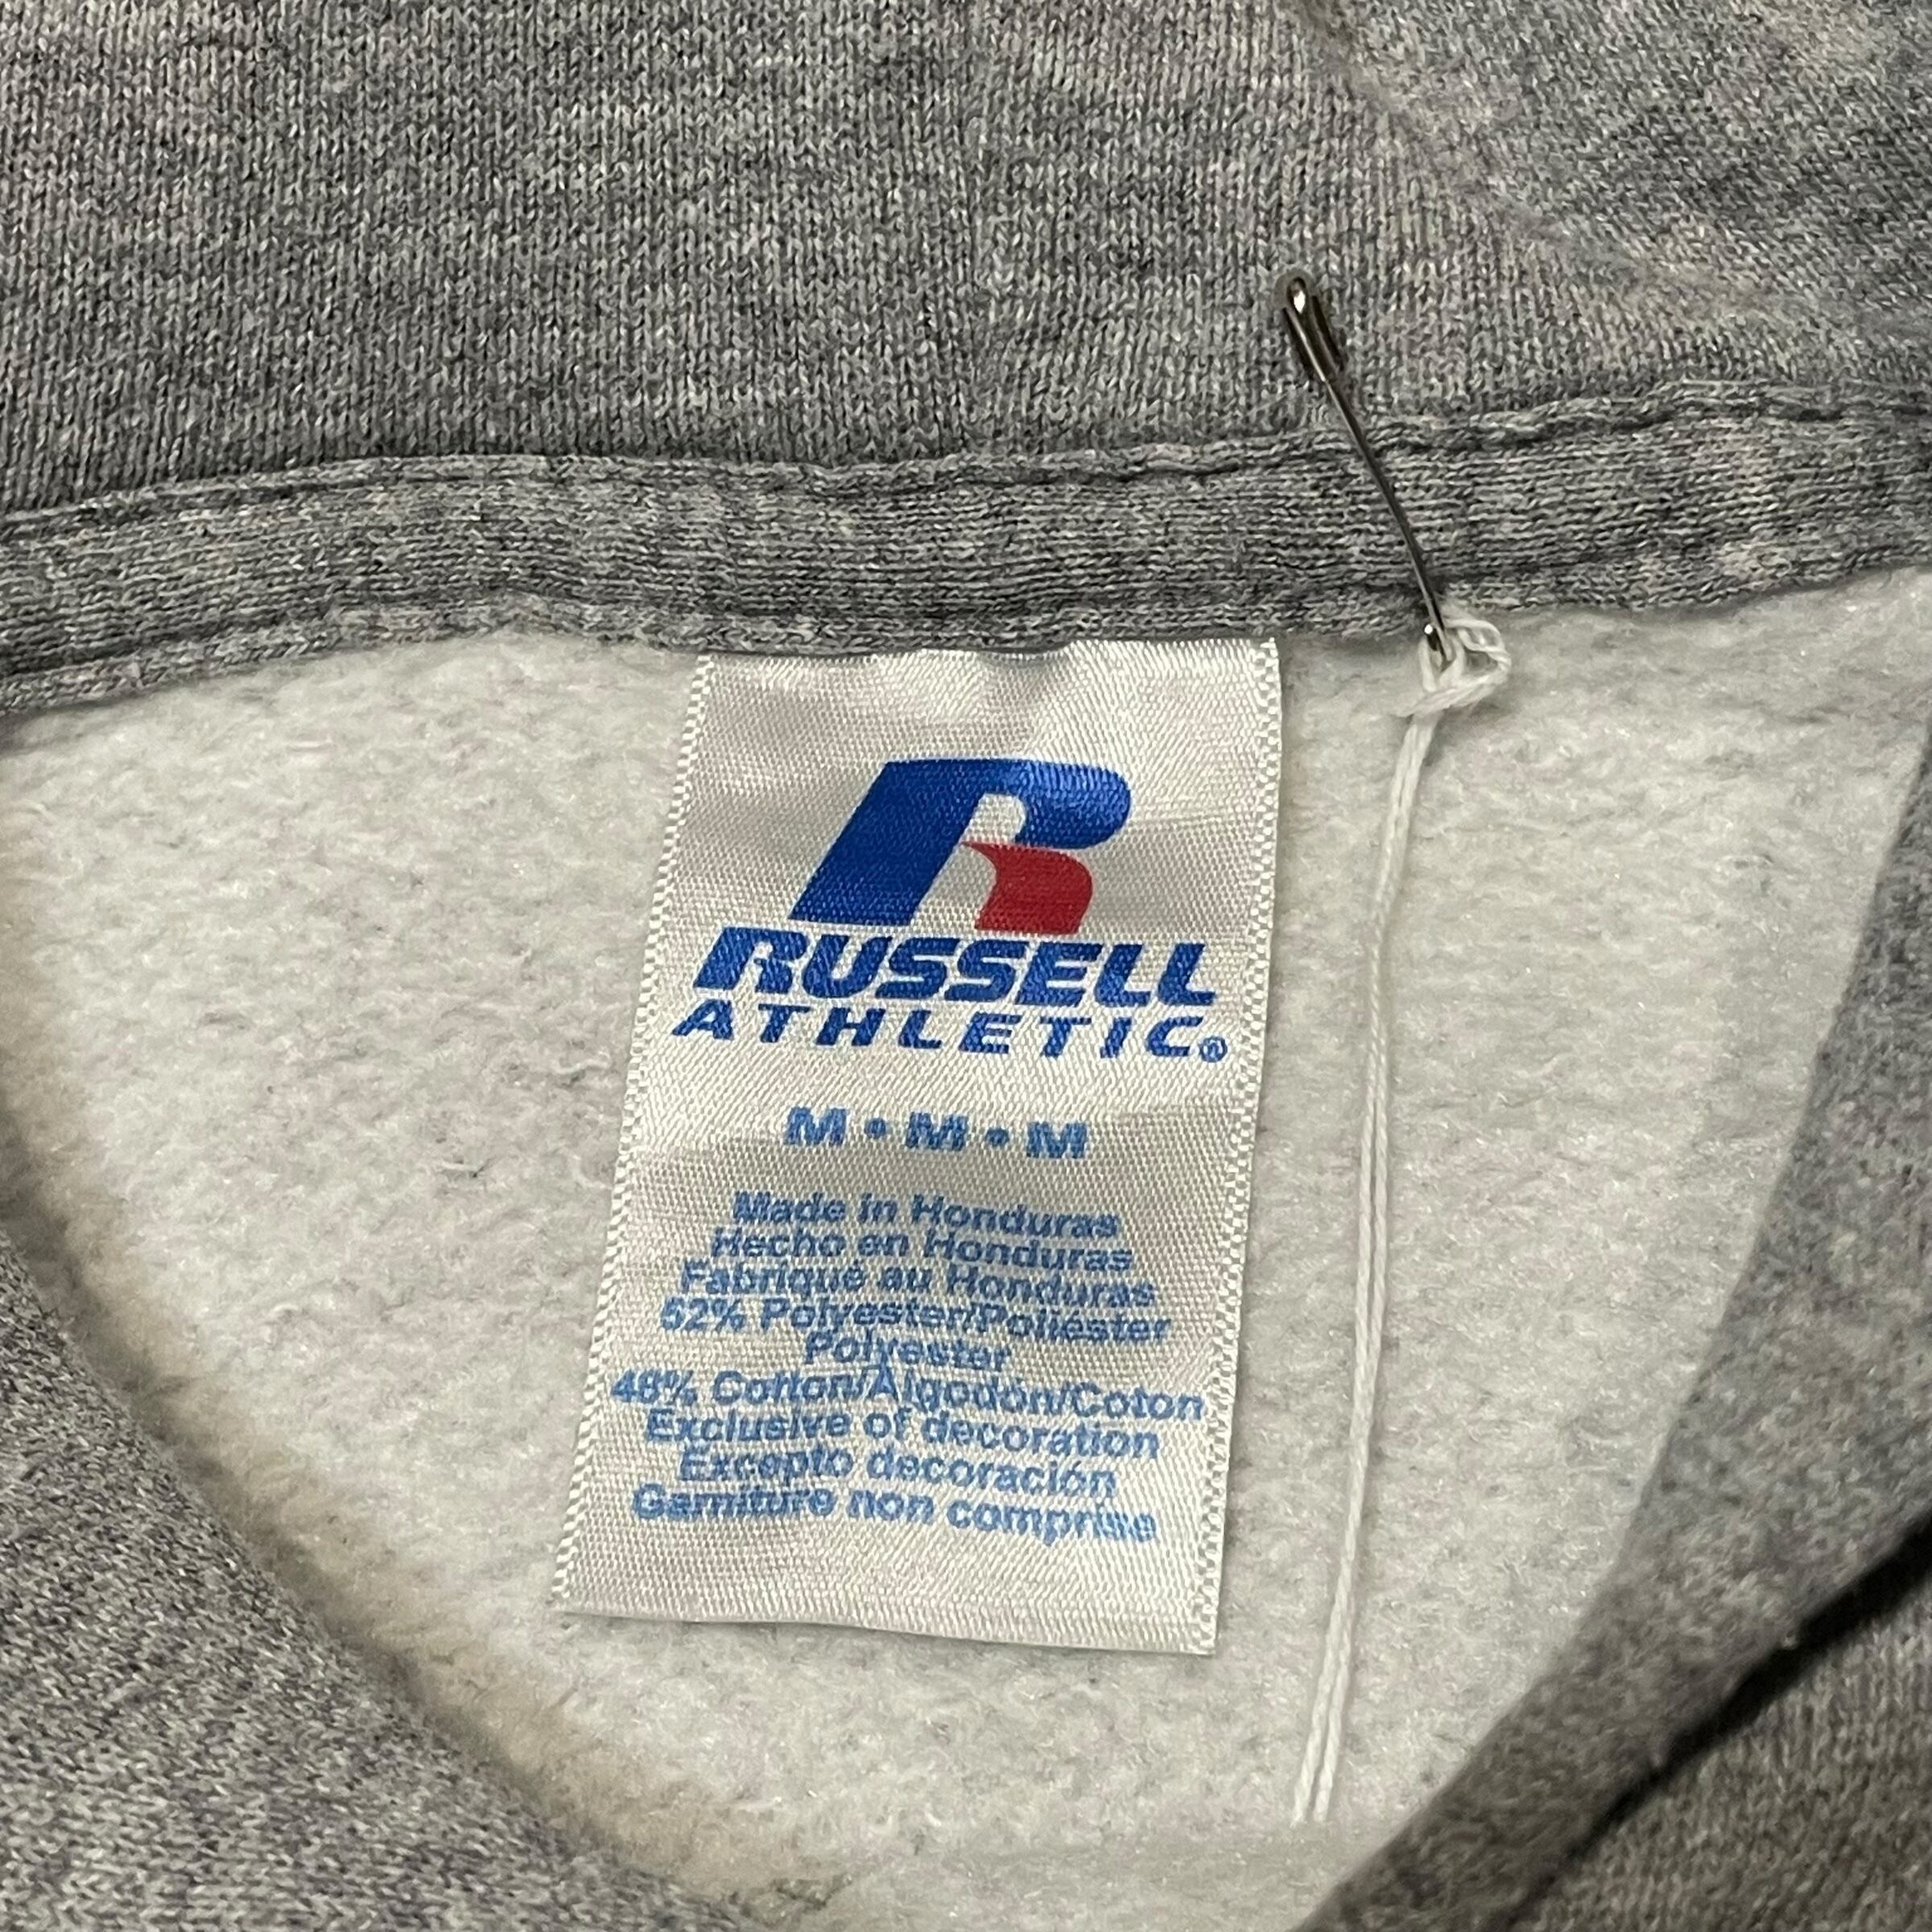 R
RUSSELL
ATHLETIC®
M • M • M
Made in Honduras
Hecho en Honduras
Fabriqué au Honduras
52% Polyester/Poliéster
Polyester
48% Cotton/Algodón/Coton
Exclusive of decoration
Excepto decoración
Garniture non comprise